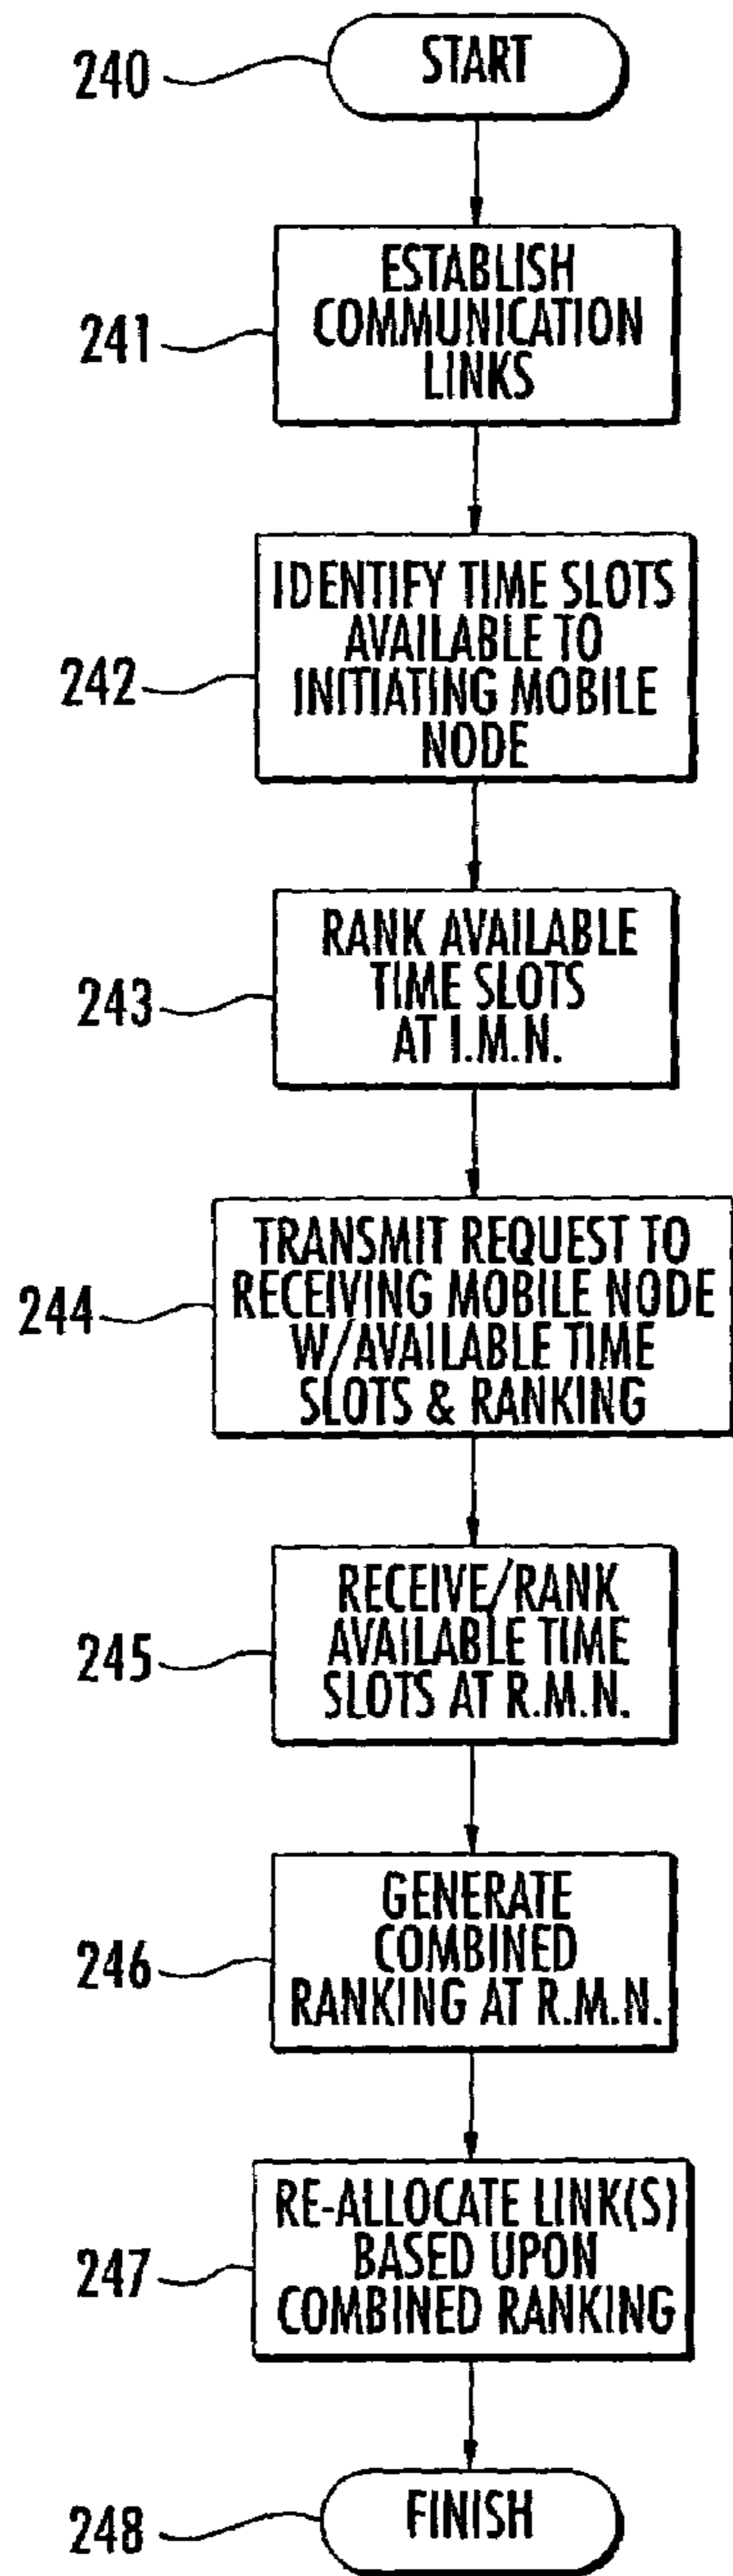 240
START
241
ESTABLISH
COMMUNICATION
LINKS
242
IDENTIFY TIME SLOTS
AVAILABLE TO
INITIATING MOBILE
NODE
243
RANK AVAILABLE
TIME SLOTS
AT I.M.N.
244
TRANSMIT REQUEST TO
RECEIVING MOBILE NODE
W/AVAILABLE TIME
SLOTS & RANKING
245
RECEIVE/RANK
AVAILABLE TIME
SLOTS AT R.M.N.
246
GENERATE
COMBINED
RANKING AT R.M.N.
247
RE-ALLOCATE LINK(S)
BASED UPON
COMBINED RANKING
248
FINISH